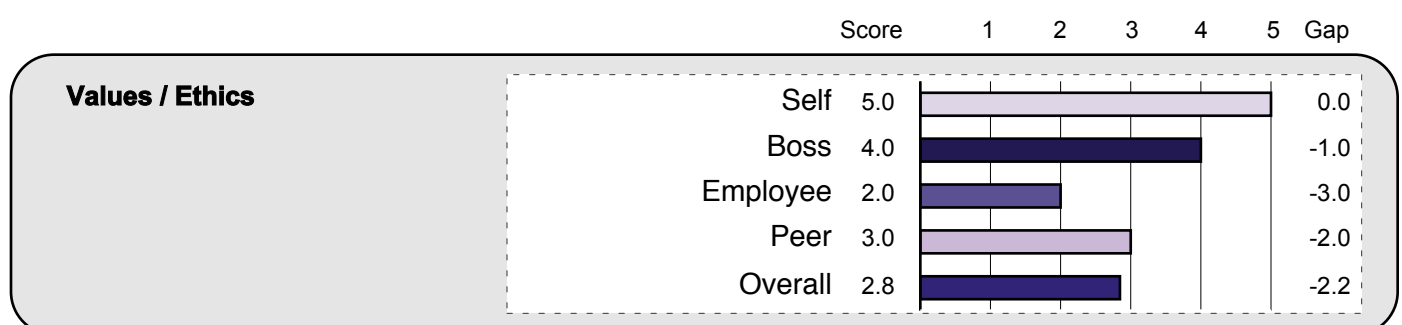 Score 1 2 3 4 5 Gap
Values / Ethics
Self 5.0 0.0
Boss 4.0 -1.0
Employee 2.0 -3.0
Peer 3.0 -2.0
Overall 2.8 -2.2